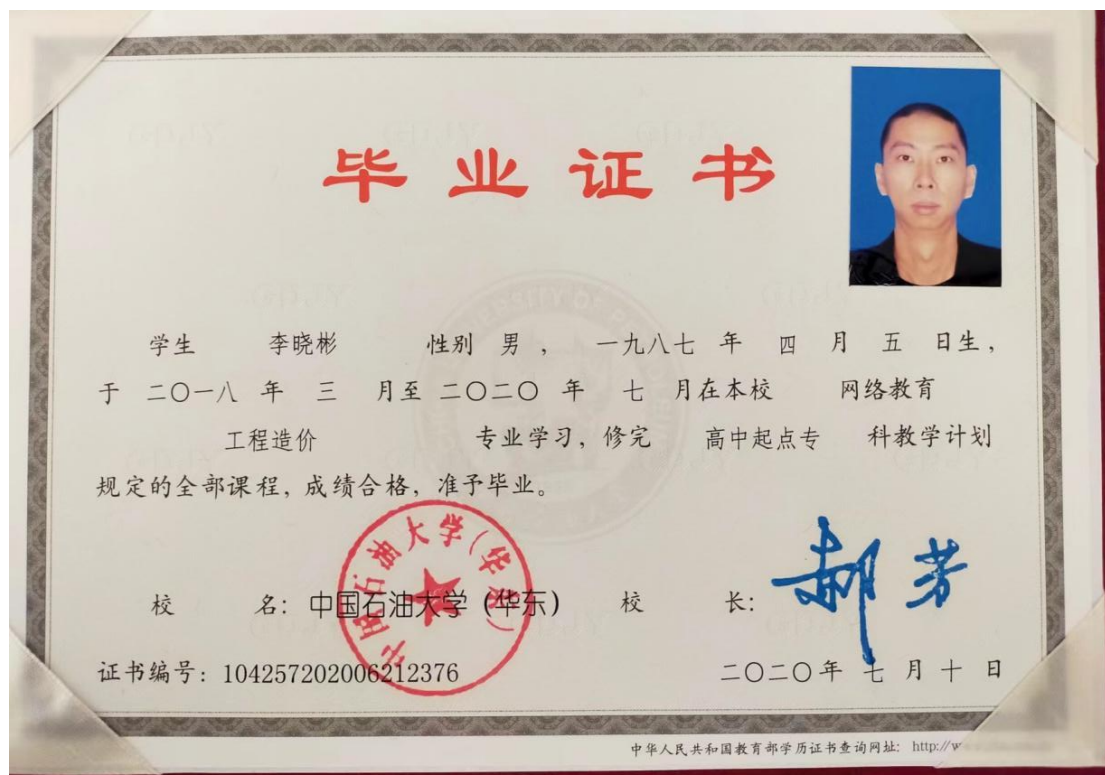 毕业证书
学生 李晓彬 性别 男 , 一九八七 年 四 月 五 日生,
于 二〇一八 年 三 月至 二〇二〇 年 七 月在本校 网络教育
工程造价 专业学习, 修完 高中起点专 科教学计划
规定的全部课程, 成绩合格, 准予毕业。
中国石油大学(华东)
校 名: 中国石油大学 (华东) 校 长: 郝芳
证书编号: 104257202006212376 二〇二〇年 七 月 十 日
中华人民共和国教育部学历证书查询网址: http://w